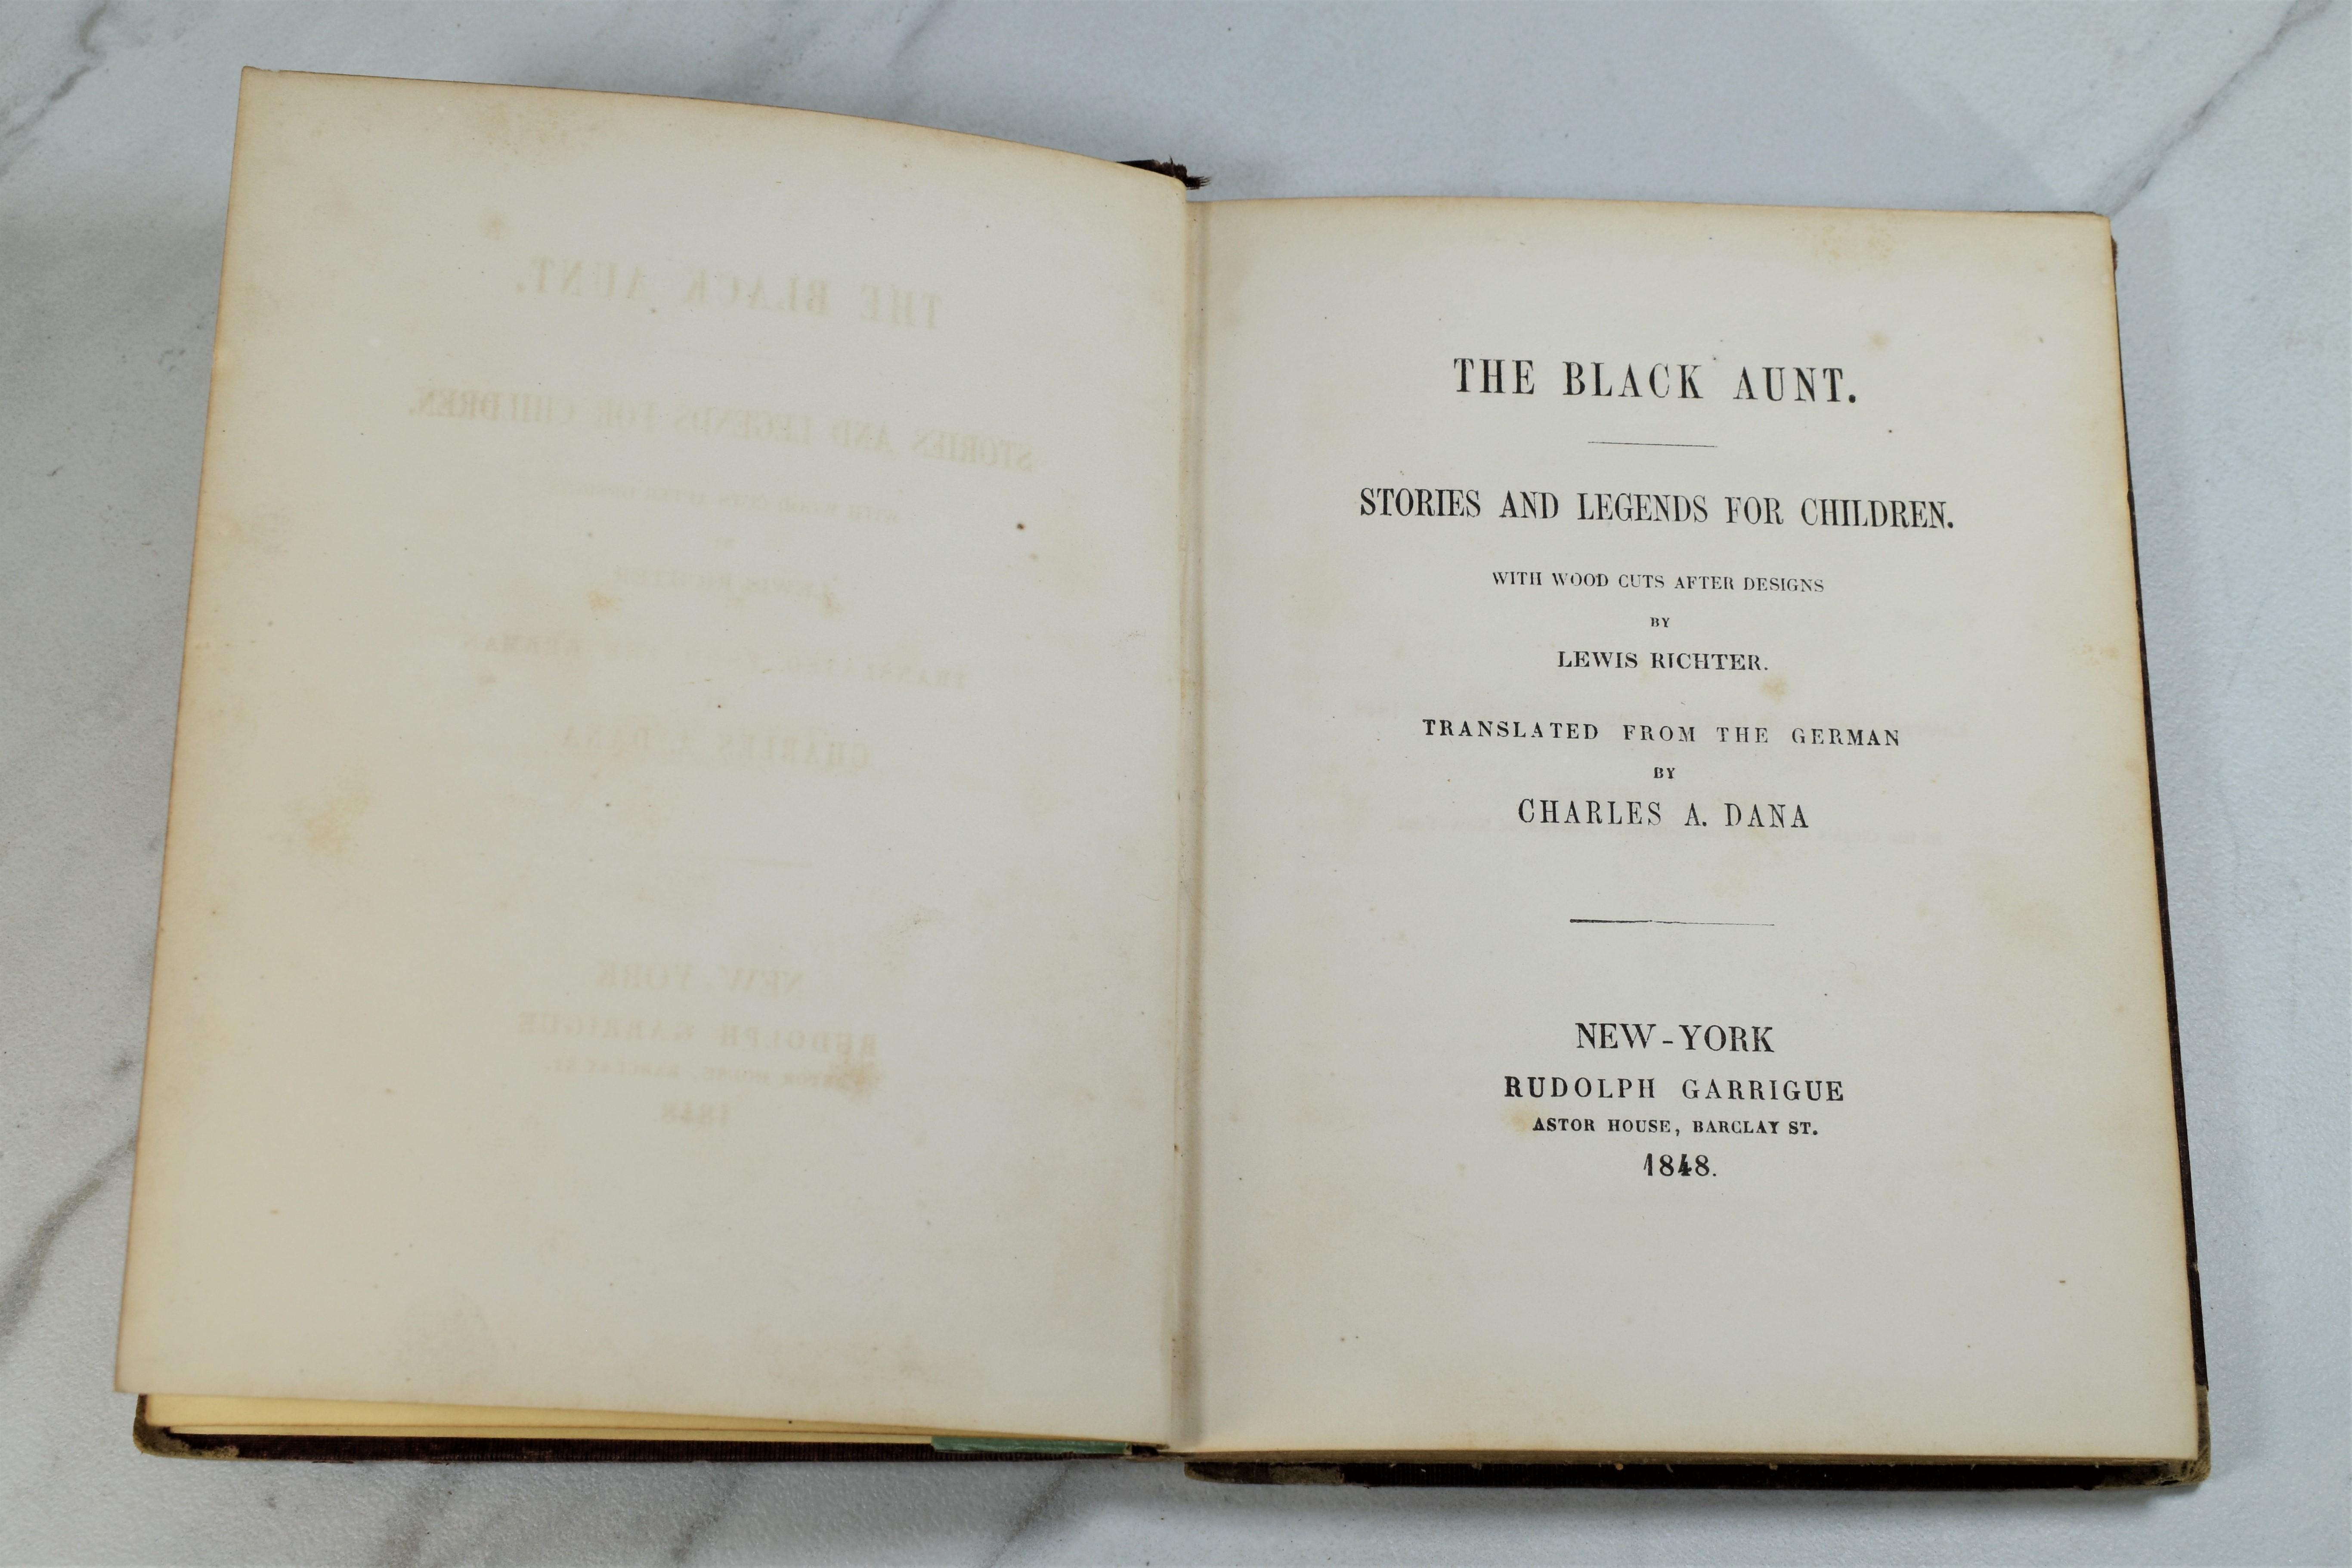 THE BLACK AUNT.
STORIES AND LEGENDS FOR CHILDREN.
WITH WOOD CUTS AFTER DESIGNS
BY
LEWIS RICHTER.
TRANSLATED FROM THE GERMAN
BY
CHARLES A. DANA
NEW-YORK
RUDOLPH GARRIGUE
ASTOR HOUSE, BARCLAY ST.
1848.